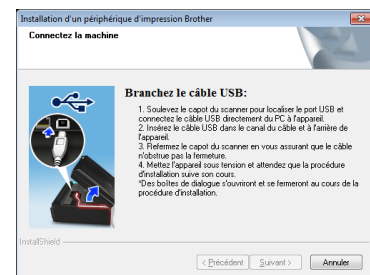 Installation d'un périphérique d'impression Brother
Connectez la machine
Branchez le câble USB:
1. Soulevez le capot du scanner pour localiser le port USB et
connectez le câble USB directement du PC à l'appareil.
2. Insérez le câble USB dans le canal du câble et à l'arrière de
l'appareil.
3. Refermez le capot du scanner en vous assurant que le câble
n'obstrue pas la fermeture.
4. Mettez l'appareil sous tension et attendez que la procédure
d'installation suive son cours.
*Des boîtes de dialogue s'ouvriront et se fermeront au cours de la
procédure d'installation.
InstallShield
< Précédent Suivant > Annuler